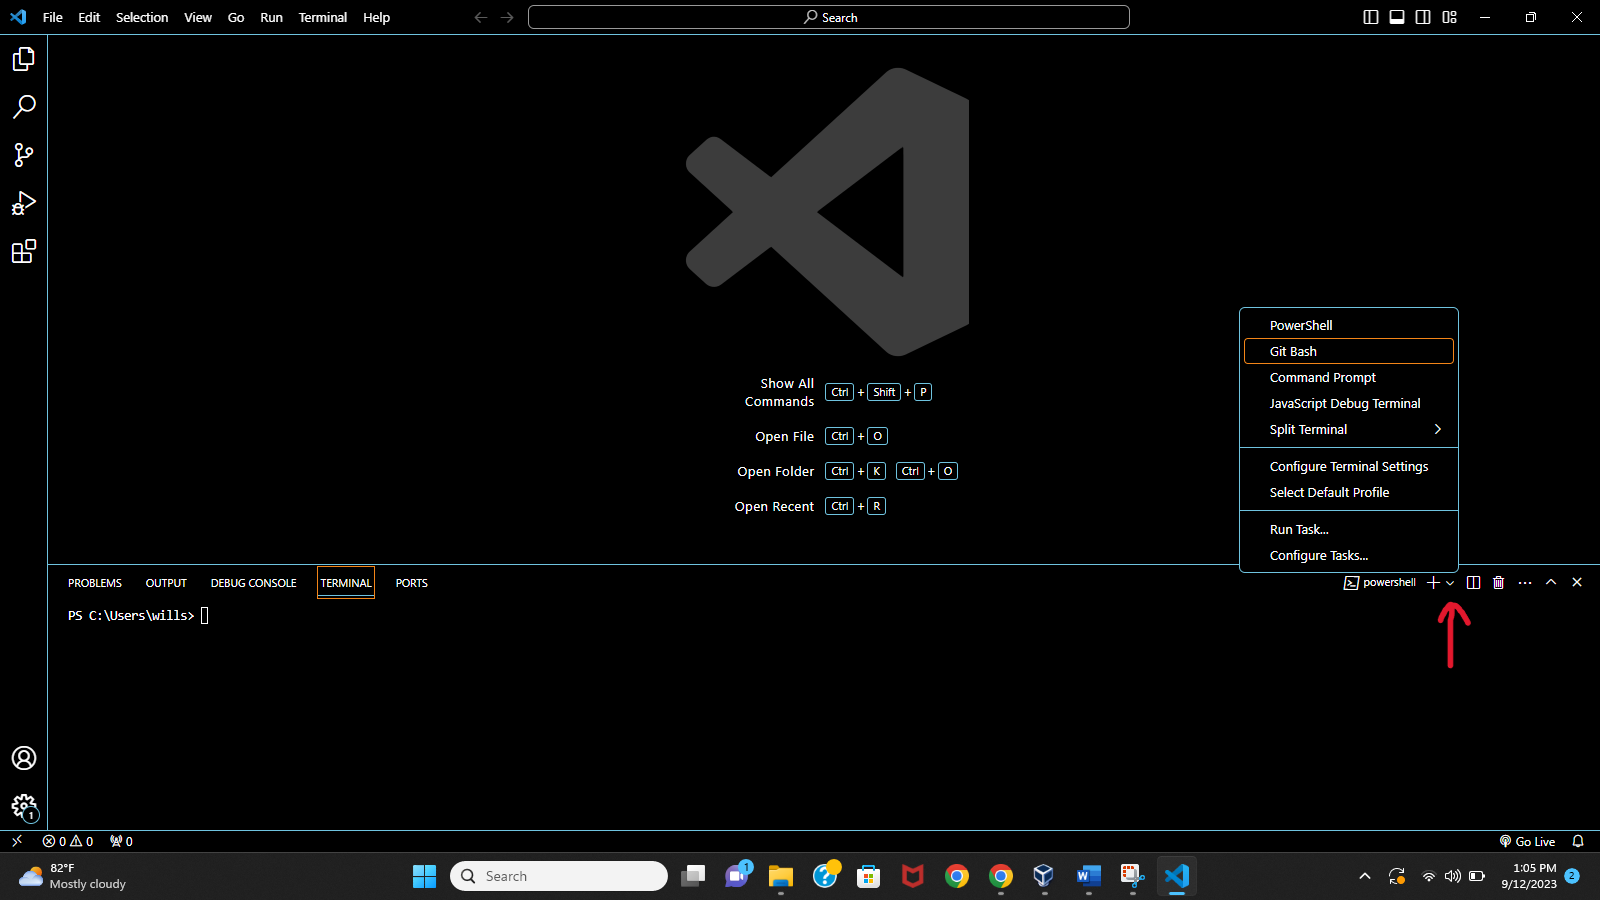 File Edit Selection View Go Run Terminal Help
Search
Show All Commands Ctrl + Shift + P
Open File Ctrl + O
Open Folder Ctrl + K Ctrl + O
Open Recent Ctrl + R
PowerShell
Git Bash
Command Prompt
JavaScript Debug Terminal
Split Terminal
Configure Terminal Settings
Select Default Profile
Run Task...
Configure Tasks...
PROBLEMS OUTPUT DEBUG CONSOLE TERMINAL PORTS powershell
PS C:\Users\wills>
1
0 0 0 Go Live
82°F
Mostly cloudy
Search
1
1:05 PM
9/12/2023
2